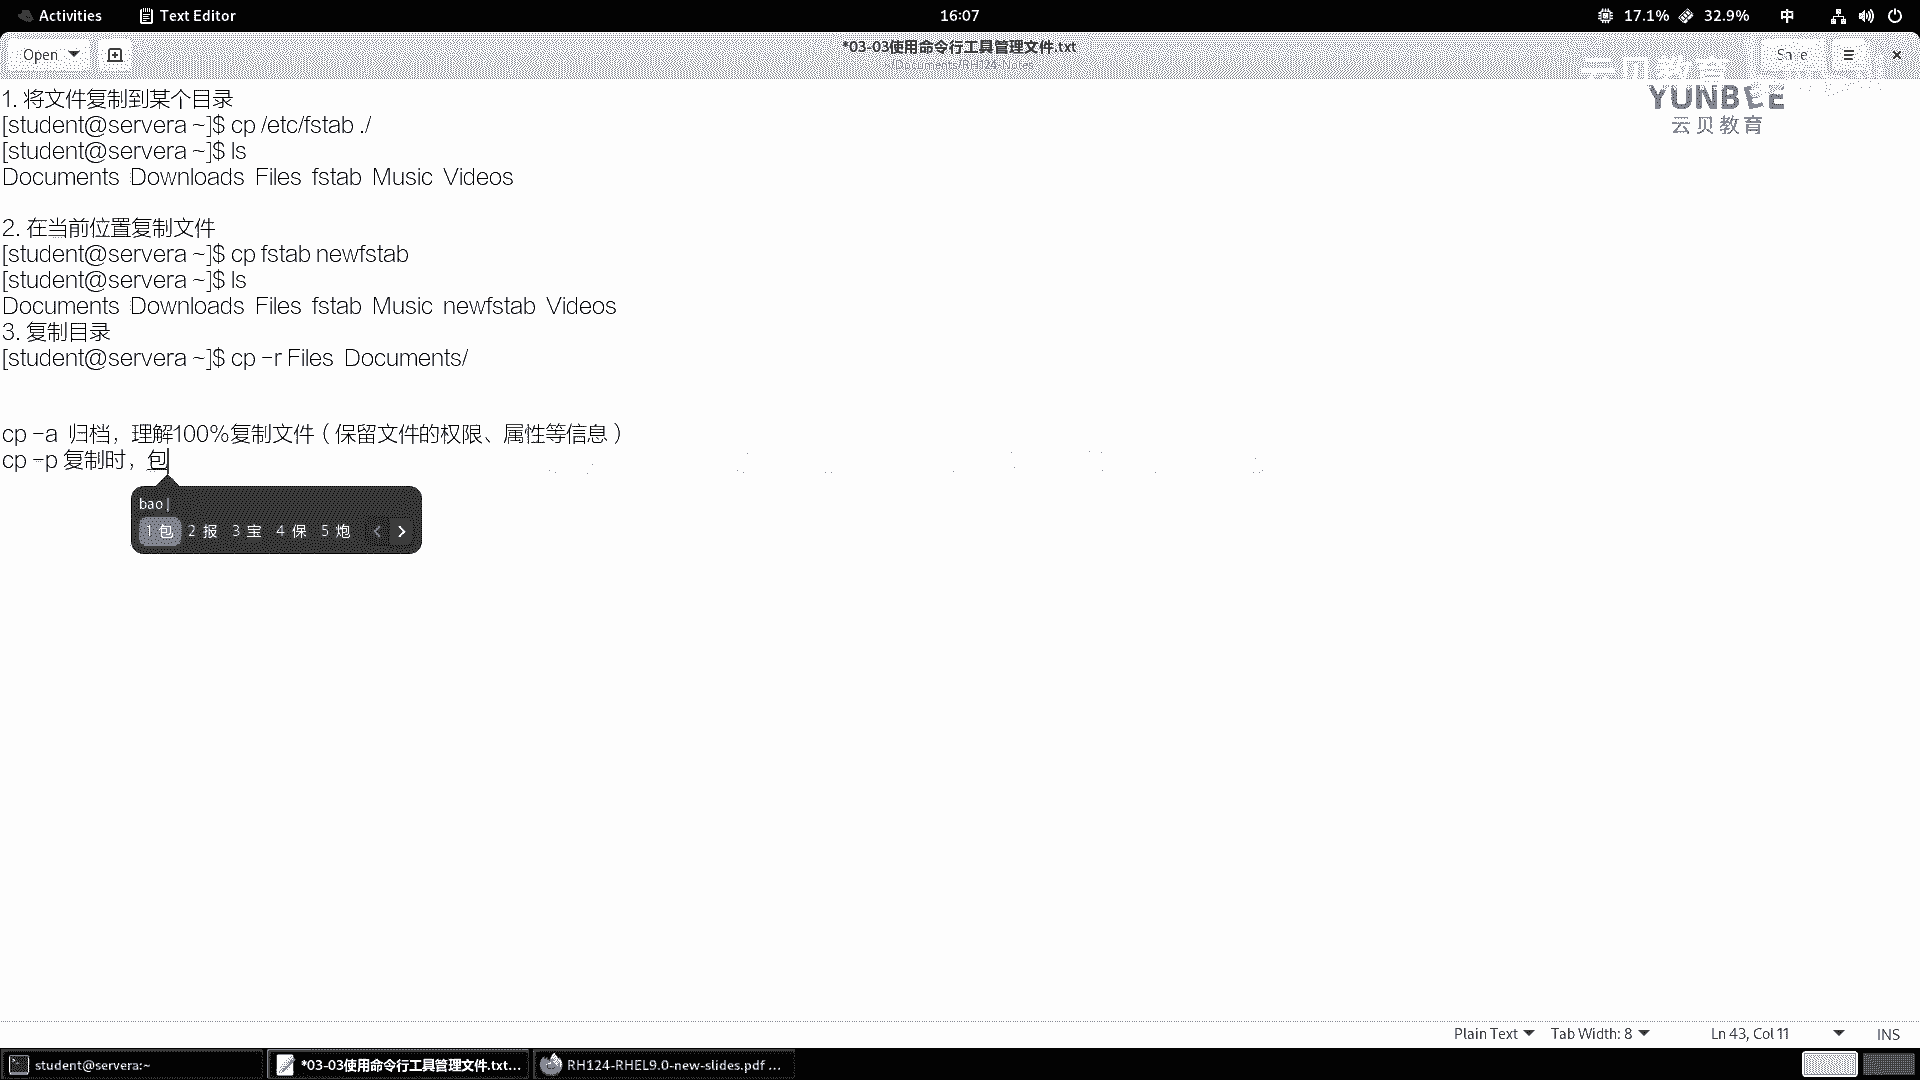 Activities Text Editor 16:07 17.1% 32.9% 中
Open *03-03使用命令行工具管理文件.txt Save
~/Documents/RH124-Notes
YUNBEE
云贝教育
1. 将文件复制到某个目录
[student@servera ~]$ cp /etc/fstab ./
[student@servera ~]$ ls
Documents Downloads Files fstab Music Videos
2. 在当前位置复制文件
[student@servera ~]$ cp fstab newfstab
[student@servera ~]$ ls
Documents Downloads Files fstab Music newfstab Videos
3. 复制目录
[student@servera ~]$ cp -r Files Documents/
cp -a 归档，理解100%复制文件（保留文件的权限、属性等信息）
cp -p 复制时，包
bao
1 包 2 报 3 宝 4 保 5 炮 < >
Plain Text Tab Width: 8 Ln 43, Col 11 INS
student@servera:~ *03-03使用命令行工具管理文件.txt... RH124-RHEL9.0-new-slides.pdf ...